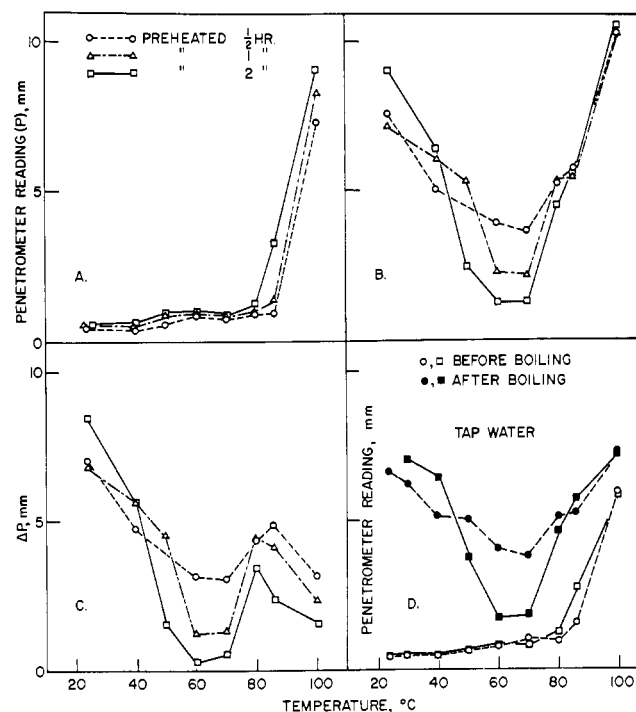 10
5
0
PENETROMETER READING (P), mm
PREHEATED 1/2 HR.
" 1 "
" 2 "
A.
B.
10
5
0
ΔP, mm
C.
20 40 60 80 100
○, □ BEFORE BOILING
●, ■ AFTER BOILING
TAP WATER
PENETROMETER READING, mm
D.
20 40 60 80 100
TEMPERATURE, °C